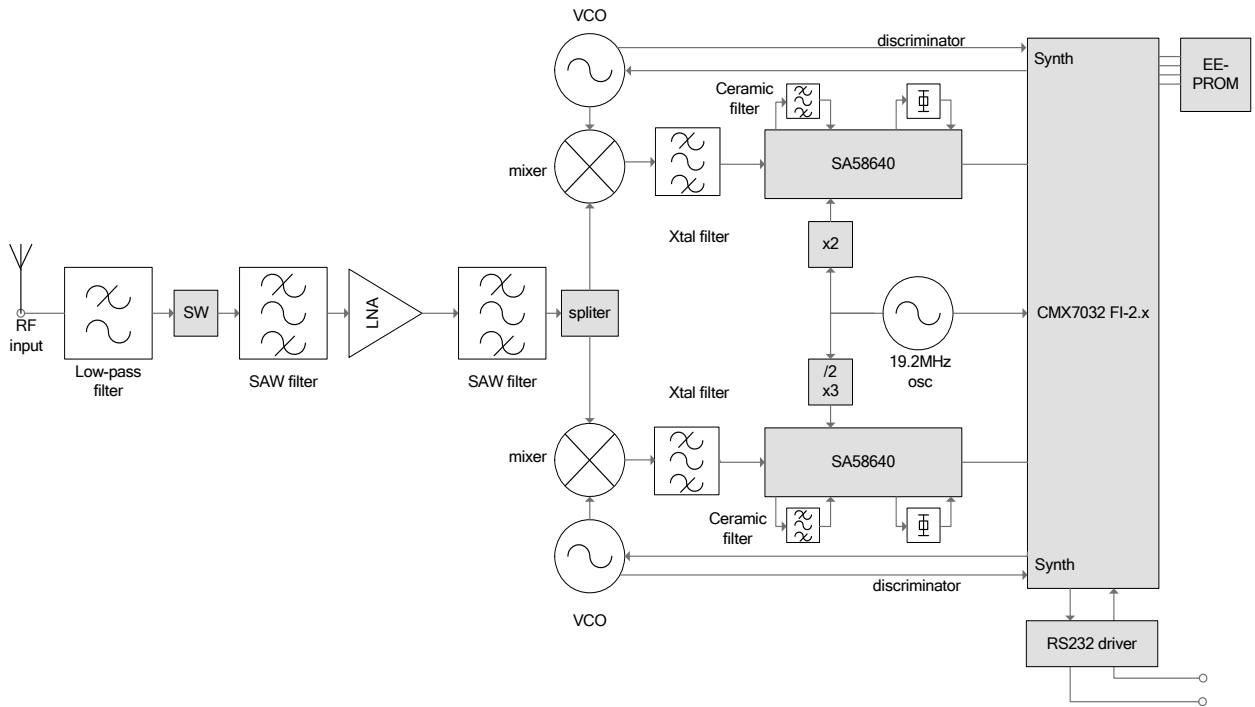 VCO
discriminator
Synth
EE-
PROM
Ceramic
filter
mixer
SA58640
Xtal filter
x2
RF
input
Low-pass
filter
SW
SAW filter
LNA
SAW filter
spliter
19.2MHz
osc
CMX7032 FI-2.x
/2
x3
Xtal filter
mixer
SA58640
Ceramic
filter
Synth
discriminator
VCO
RS232 driver